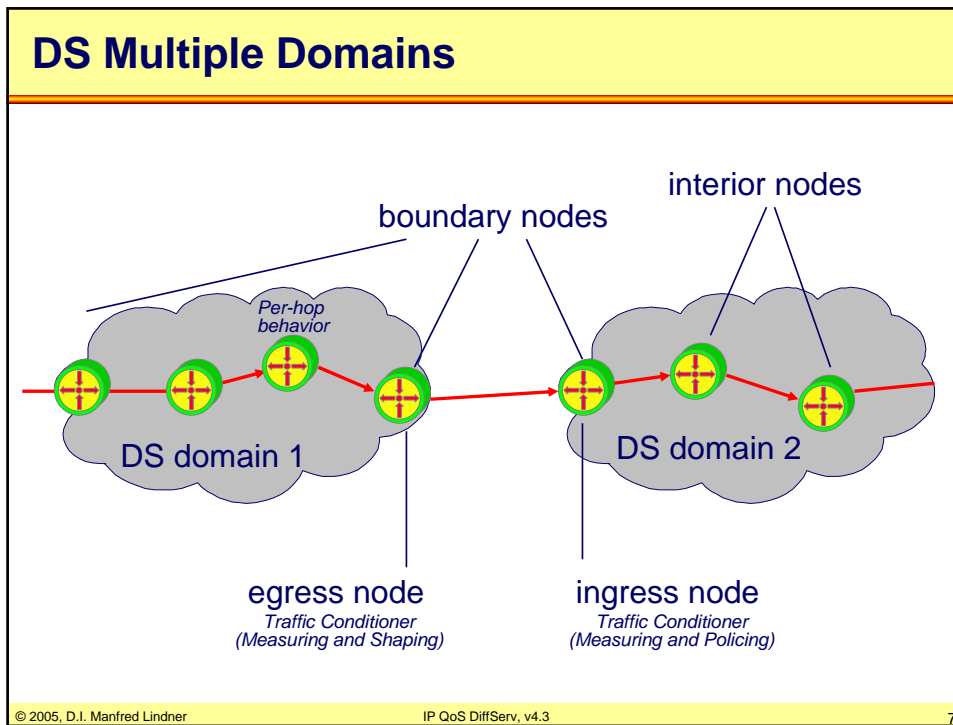 DS Multiple Domains
interior nodes
boundary nodes
Per-hop
behavior
DS domain 1
DS domain 2
egress node
Traffic Conditioner
(Measuring and Shaping)
ingress node
Traffic Conditioner
(Measuring and Policing)
© 2005, D.I. Manfred Lindner
IP QoS DiffServ, v4.3
7